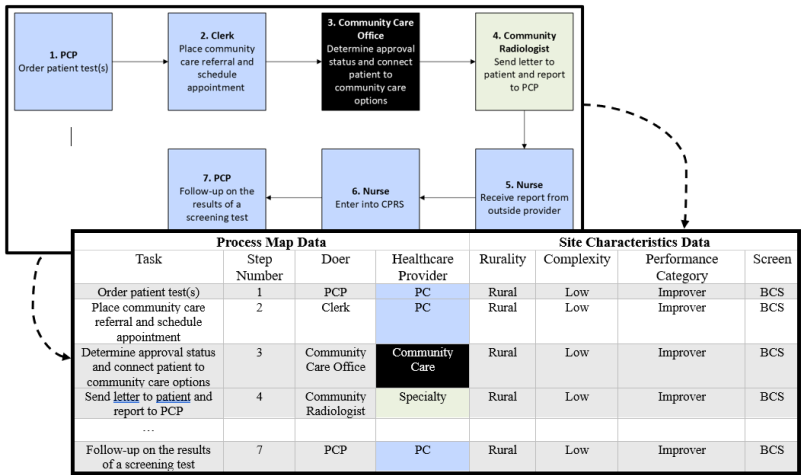 1. PCP
Order patient test(s)
2. Clerk
Place community
care referral and
schedule
appointment
3. Community Care
Office
Determine approval
status and connect
patient to
community care
options
4. Community
Radiologist
Send letter to
patient and report
to PCP
7. PCP
Follow-up on the
results of a
screening test
6. Nurse
Enter into CPRS
5. Nurse
Receive report from
outside provider
Process Map Data Site Characteristics Data
Task Step Number Doer Healthcare Provider Rurality Complexity Performance Category Screen
Order patient test(s) 1 PCP PC Rural Low Improver BCS
Place community care 2 Clerk PC Rural Low Improver BCS
referral and schedule
appointment
Determine approval status 3 Community Community Rural Low Improver BCS
and connect patient to Care Office Care
community care options
Send letter to patient and 4 Community Specialty Rural Low Improver BCS
report to PCP Radiologist
…
Follow-up on the results 7 PCP PC Rural Low Improver BCS
of a screening test